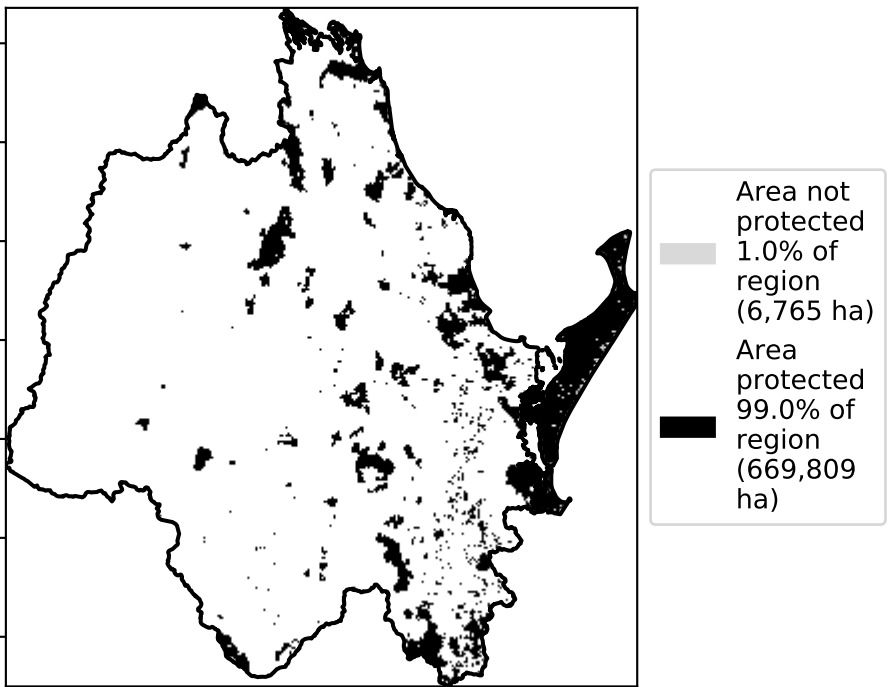 Area not
protected
1.0% of
region
(6,765 ha)
Area
protected
99.0% of
region
(669,809
ha)